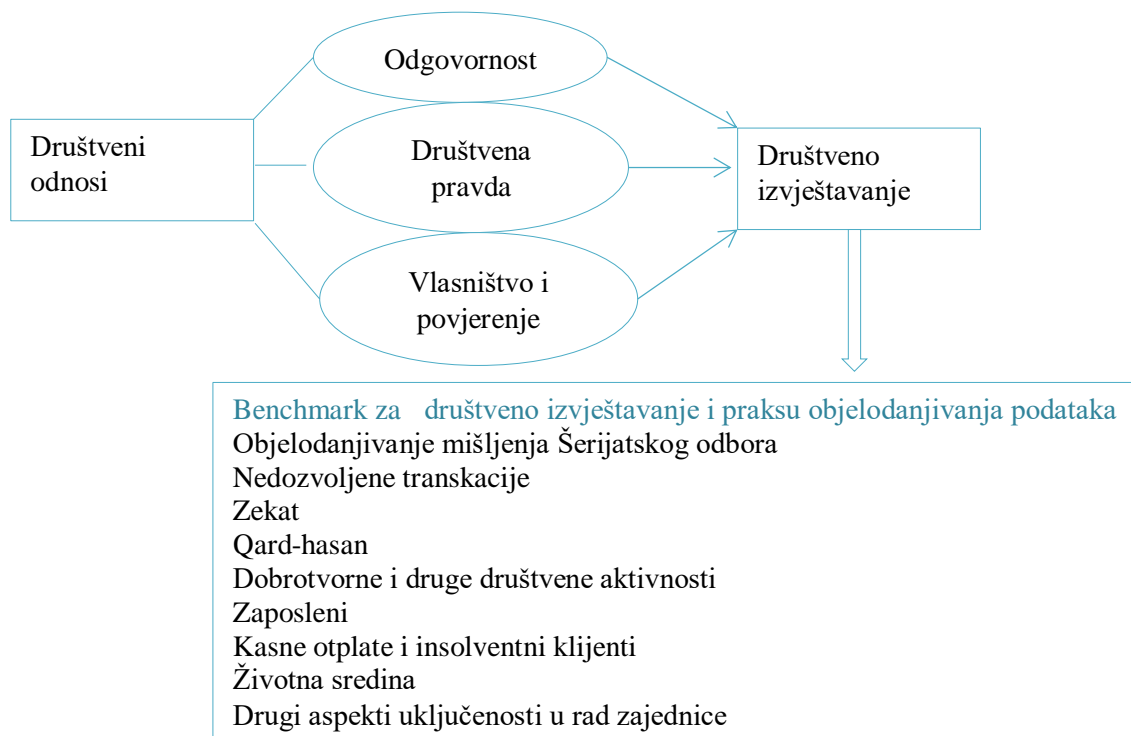 Odgovornost
Društveni
odnosi
Društvena
pravda
Društveno
izvještavanje
Vlasništvo i
povjerenje
Benchmark za društveno izvještavanje i praksu objelodanjivanja podataka
Objelodanjivanje mišljenja Šerijatskog odbora
Nedozvoljene transkacije
Zekat
Qard-hasan
Dobrotvorne i druge društvene aktivnosti
Zaposleni
Kasne otplate i insolventni klijenti
Životna sredina
Drugi aspekti uključenosti u rad zajednice